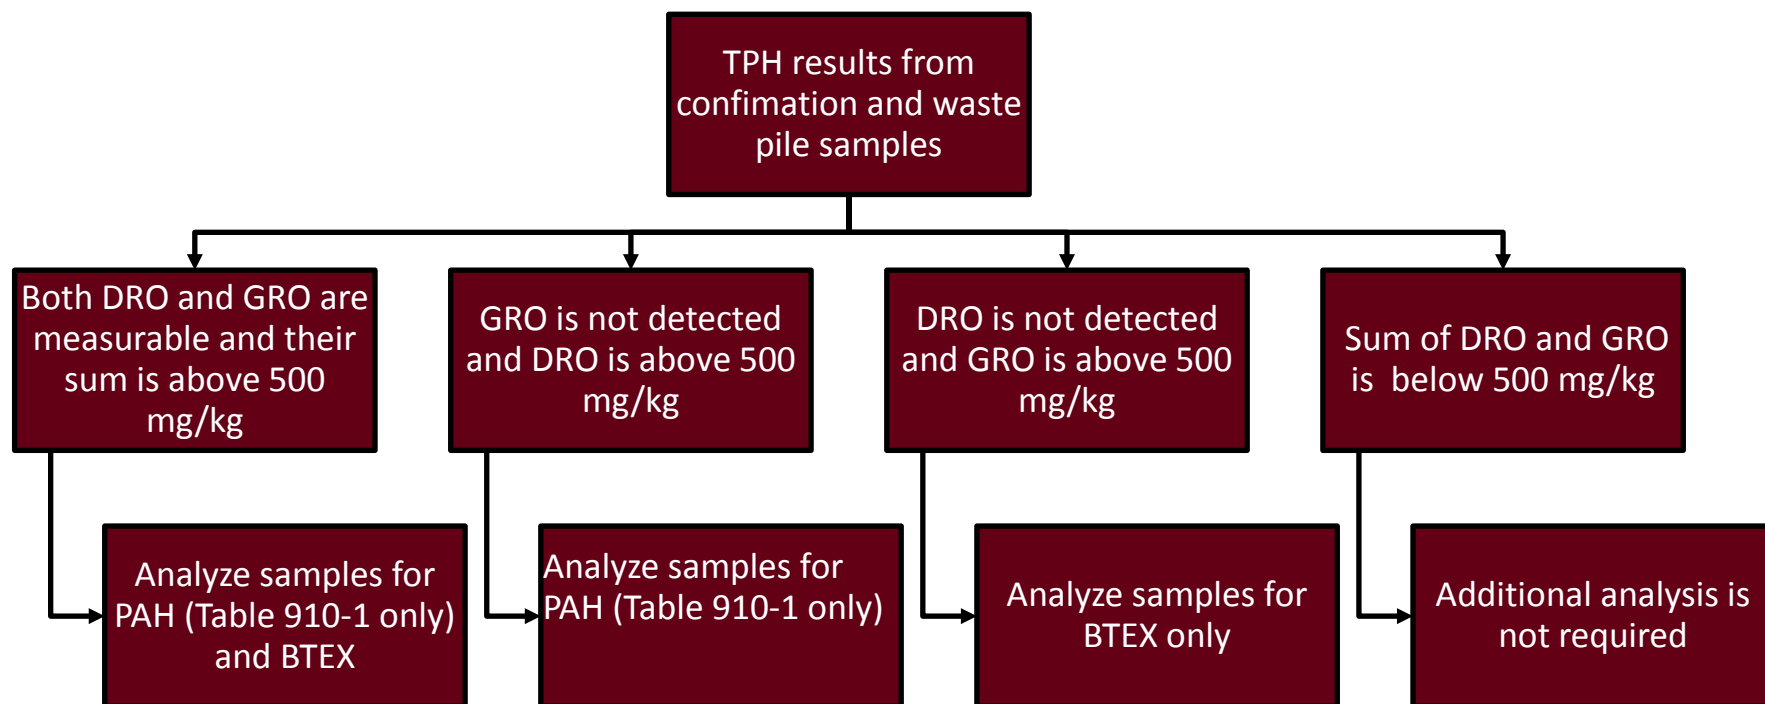 TPH results from
confimation and waste
pile samples
Both DRO and GRO are
measurable and their
sum is above 500
mg/kg
GRO is not detected
and DRO is above 500
mg/kg
DRO is not detected
and GRO is above 500
mg/kg
Sum of DRO and GRO
is  below 500 mg/kg
Analyze samples for
PAH (Table 910-1 only)
and BTEX
Analyze samples for
PAH (Table 910-1 only)
Analyze samples for
BTEX only
Additional analysis is
not required